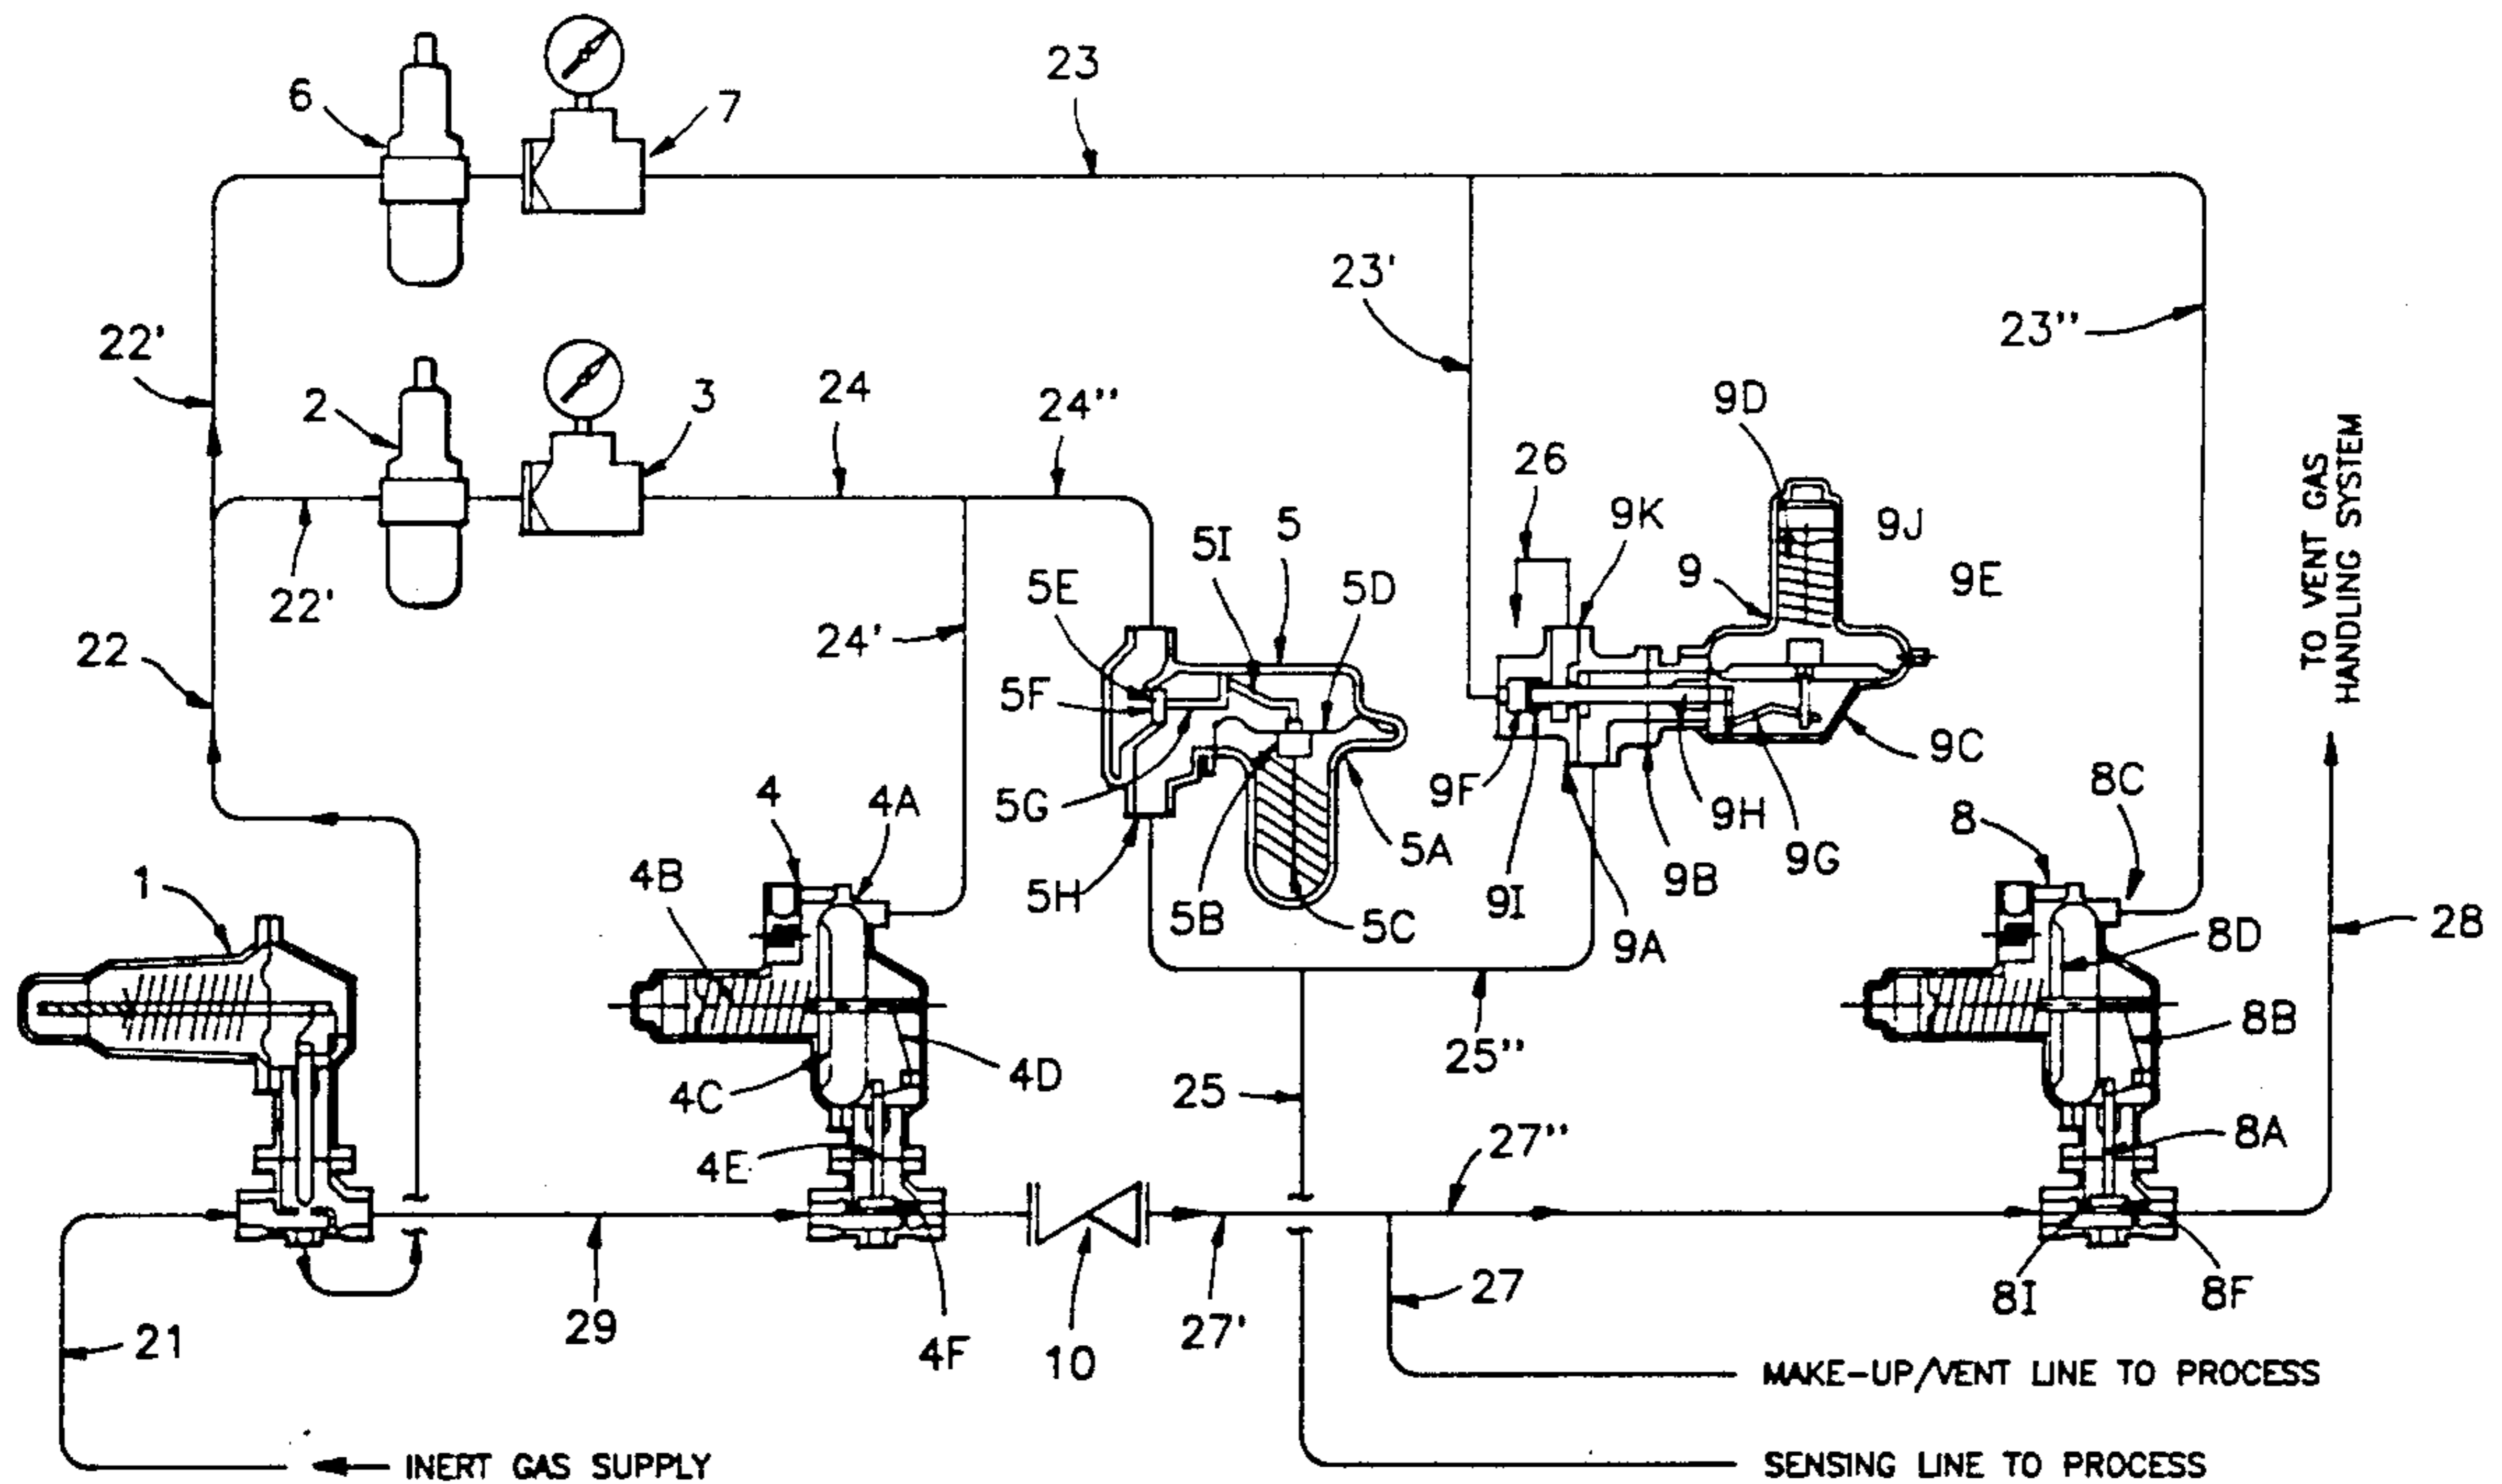 6
7
23
23'
23"
22'
2
3
24
24"
9D
26
9K
9J
5I
5
9
9E
5E
5D
22'
22
24'
5F
9C
TO VENT GAS
HANDLING SYSTEM
5G
9F
9H
8C
4
4A
8
1
4B
5A
9G
5H
5B
5C
9I
9B
9A
28
8D
4C
4D
25
25"
8B
4E
27"
8A
29
27'
27
8I
8F
21
4F
10
MAKE-UP/VENT LINE TO PROCESS
INERT GAS SUPPLY
SENSING LINE TO PROCESS